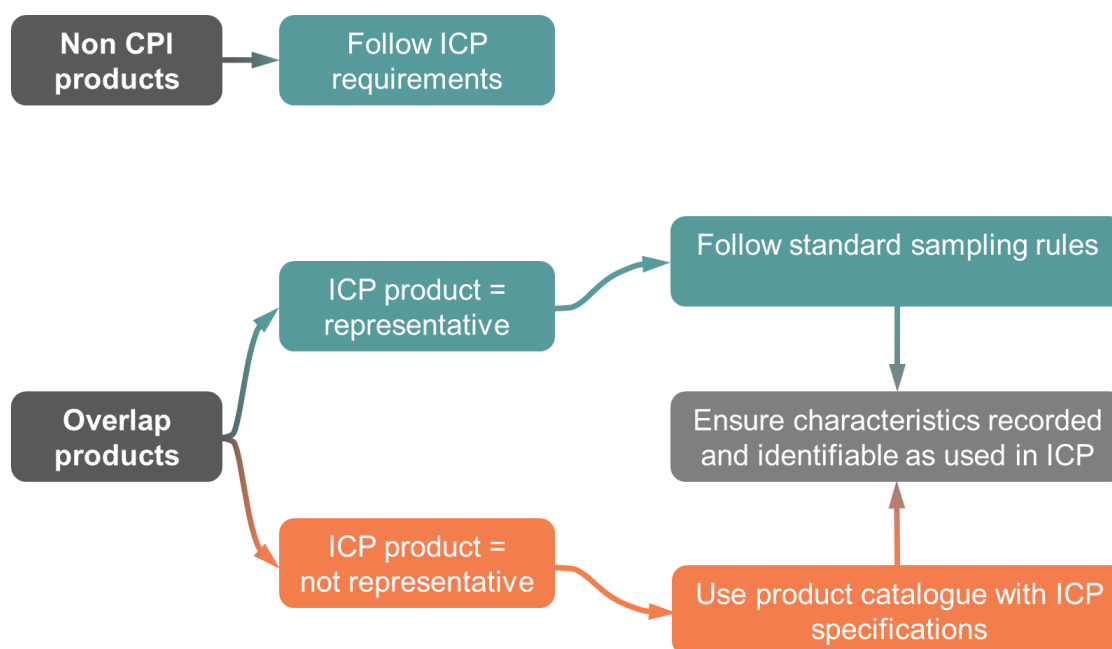 Non CPI
products
Follow ICP
requirements
Follow standard sampling rules
ICP product =
representative
Overlap
products
Ensure characteristics recorded
and identifiable as used in ICP
ICP product =
not representative
Use product catalogue with ICP
specifications